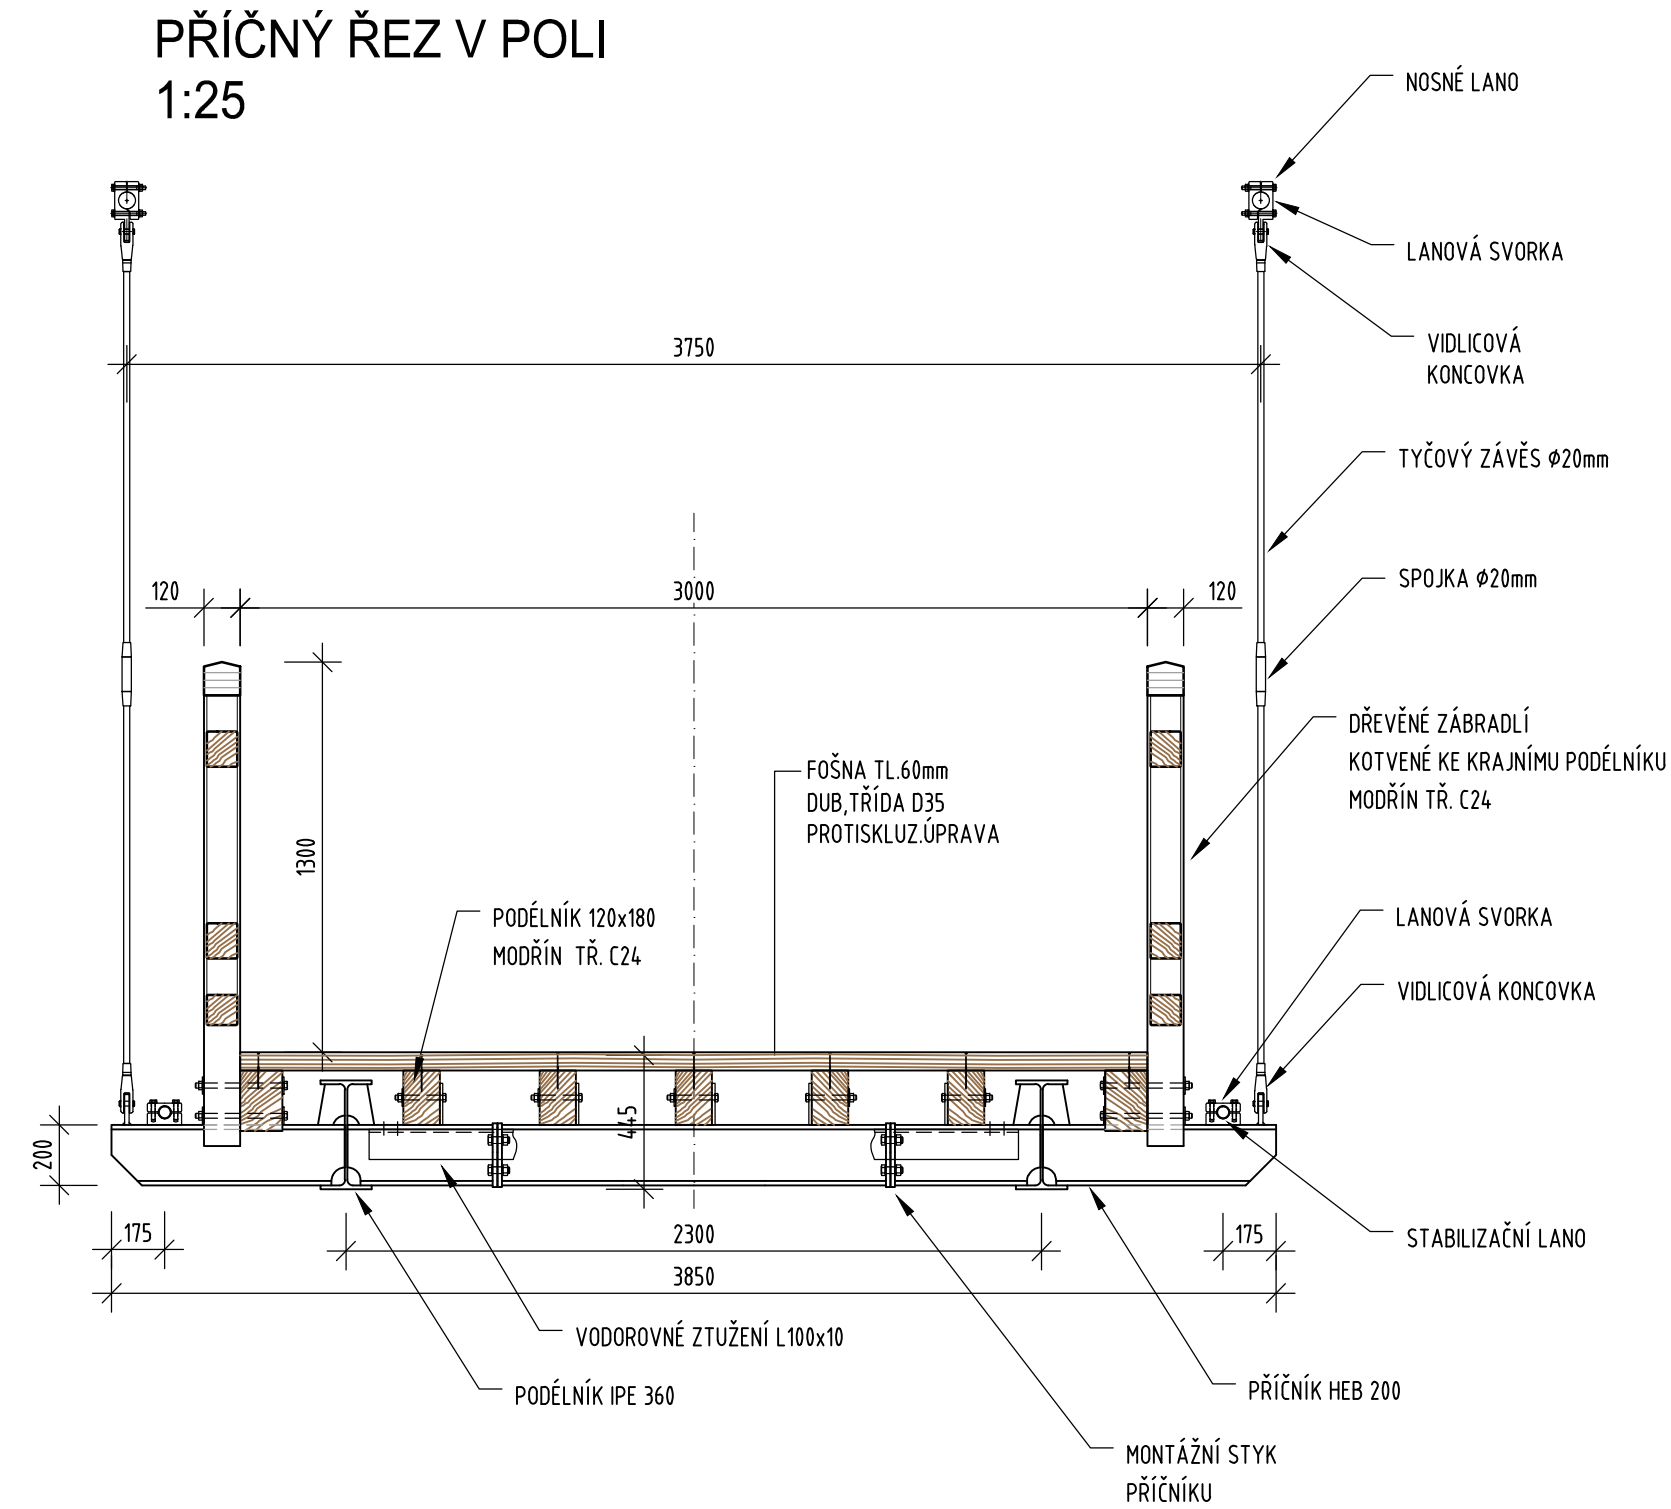 PŘÍČNÝ ŘEZ V POLI
1:25
NOSNÉ LANO
LANOVÁ SVORKA
VIDLICOVÁ
KONCOVKA
3750
TYČOVÝ ZÁVĚS ϕ20mm
SPOJKA ϕ20mm
120
3000
120
DŘEVĚNÉ ZÁBRADLÍ
KOTVENÉ KE KRAJNÍMU PODÉLNÍKU
MODŘÍN TŘ. C24
FOŠNA TL.60mm
DUB,TŘÍDA D35
PROTISKLUZ.ÚPRAVA
1300
PODÉLNÍK 120x180
MODŘÍN TŘ. C24
LANOVÁ SVORKA
VIDLICOVÁ KONCOVKA
445
200
175
2300
175
STABILIZAČNÍ LANO
3850
VODOROVNÉ ZTUŽENÍ L100x10
PODÉLNÍK IPE 360
PŘÍČNÍK HEB 200
MONTÁŽNÍ STYK
PŘÍČNÍKU